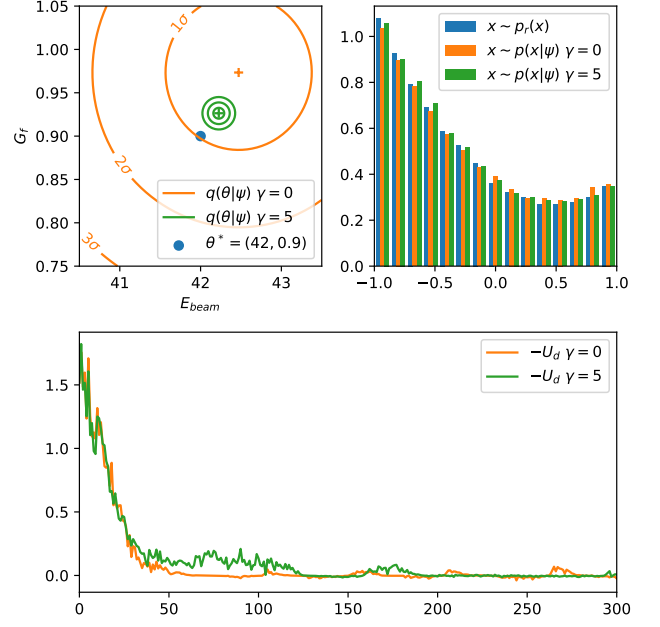 1.05
1.00
0.95
0.90
0.85
0.80
0.75
G_f
1σ
2σ
3σ
q(θ|ψ) γ = 0
q(θ|ψ) γ = 5
θ* = (42, 0.9)
41 42 43
E_beam
1.0
0.8
0.6
0.4
0.2
0.0
x ~ p_r(x)
x ~ p(x|ψ) γ = 0
x ~ p(x|ψ) γ = 5
−1.0 −0.5 0.0 0.5 1.0
1.5
1.0
0.5
0.0
−U_d γ = 0
−U_d γ = 5
0 50 100 150 200 250 300